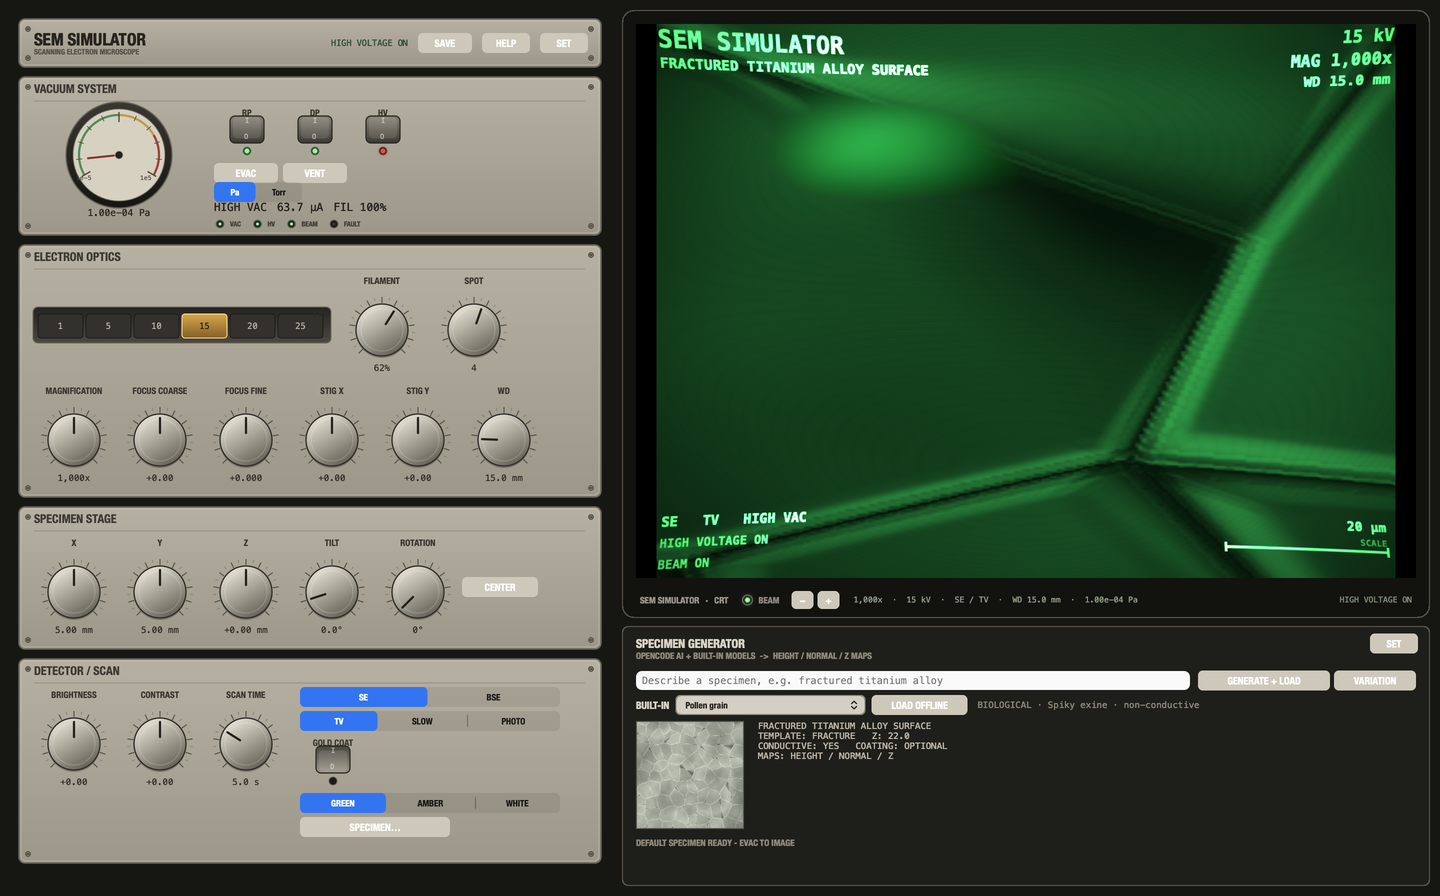 SEM SIMULATOR
SCANNING ELECTRON MICROSCOPE
HIGH VOLTAGE ON
SAVE
HELP
SET
VACUUM SYSTEM
RP
DP
HV
1
0
1
0
1
0
-5
1e5
1.00e-04 Pa
EVAC
VENT
Pa
Torr
HIGH VAC 63.7 µA FIL 100%
VAC
HV
BEAM
FAULT
ELECTRON OPTICS
FILAMENT
SPOT
1
5
10
15
20
25
62%
4
MAGNIFICATION
FOCUS COARSE
FOCUS FINE
STIG X
STIG Y
WD
1,000x
+0.00
+0.000
+0.00
+0.00
15.0 mm
SPECIMEN STAGE
X
Y
Z
TILT
ROTATION
CENTER
5.00 mm
5.00 mm
+0.00 mm
0.0°
0°
DETECTOR / SCAN
BRIGHTNESS
CONTRAST
SCAN TIME
+0.00
+0.00
5.0 s
SE
BSE
TV
SLOW
PHOTO
GOLD COAT
1
0
GREEN
AMBER
WHITE
SPECIMEN...
SEM SIMULATOR
FRACTURED TITANIUM ALLOY SURFACE
15 kV
MAG 1,000x
WD 15.0 mm
SE TV HIGH VAC
HIGH VOLTAGE ON
BEAM ON
20 µm
SCALE
SEM SIMULATOR · CRT
BEAM
−
+
1,000x · 15 kV · SE / TV · WD 15.0 mm · 1.00e-04 Pa
HIGH VOLTAGE ON
SPECIMEN GENERATOR
OPENCODE AI + BUILT-IN MODELS -> HEIGHT / NORMAL / Z MAPS
SET
Describe a specimen, e.g. fractured titanium alloy
GENERATE + LOAD
VARIATION
BUILT-IN
Pollen grain
LOAD OFFLINE
BIOLOGICAL · Spiky exine · non-conductive
FRACTURED TITANIUM ALLOY SURFACE
TEMPLATE: FRACTURE Z: 22.0
CONDUCTIVE: YES COATING: OPTIONAL
MAPS: HEIGHT / NORMAL / Z
DEFAULT SPECIMEN READY - EVAC TO IMAGE